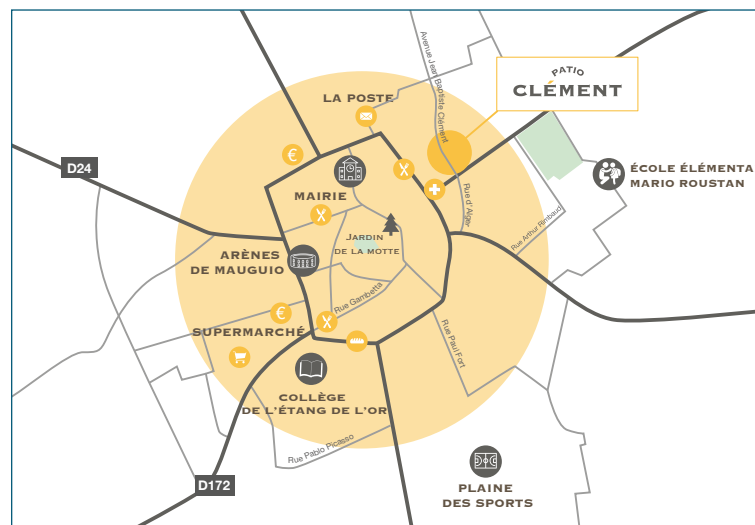 PATIO
CLÉMENT
Avenue Jean Baptiste Clément
LA POSTE
€
D24
ÉCOLE ÉLÉMENTA
MARIO ROUSTAN
MAIRIE
Rue d'Alger
Rue Arthur Rimbaud
JARDIN
DE LA MOTTE
ARÈNES
DE MAUGUIO
Rue Gambetta
€
SUPERMARCHÉ
Rue Paul Fort
COLLÈGE
DE L'ÉTANG DE L'OR
Rue Pablo Picasso
D172
PLAINE
DES SPORTS